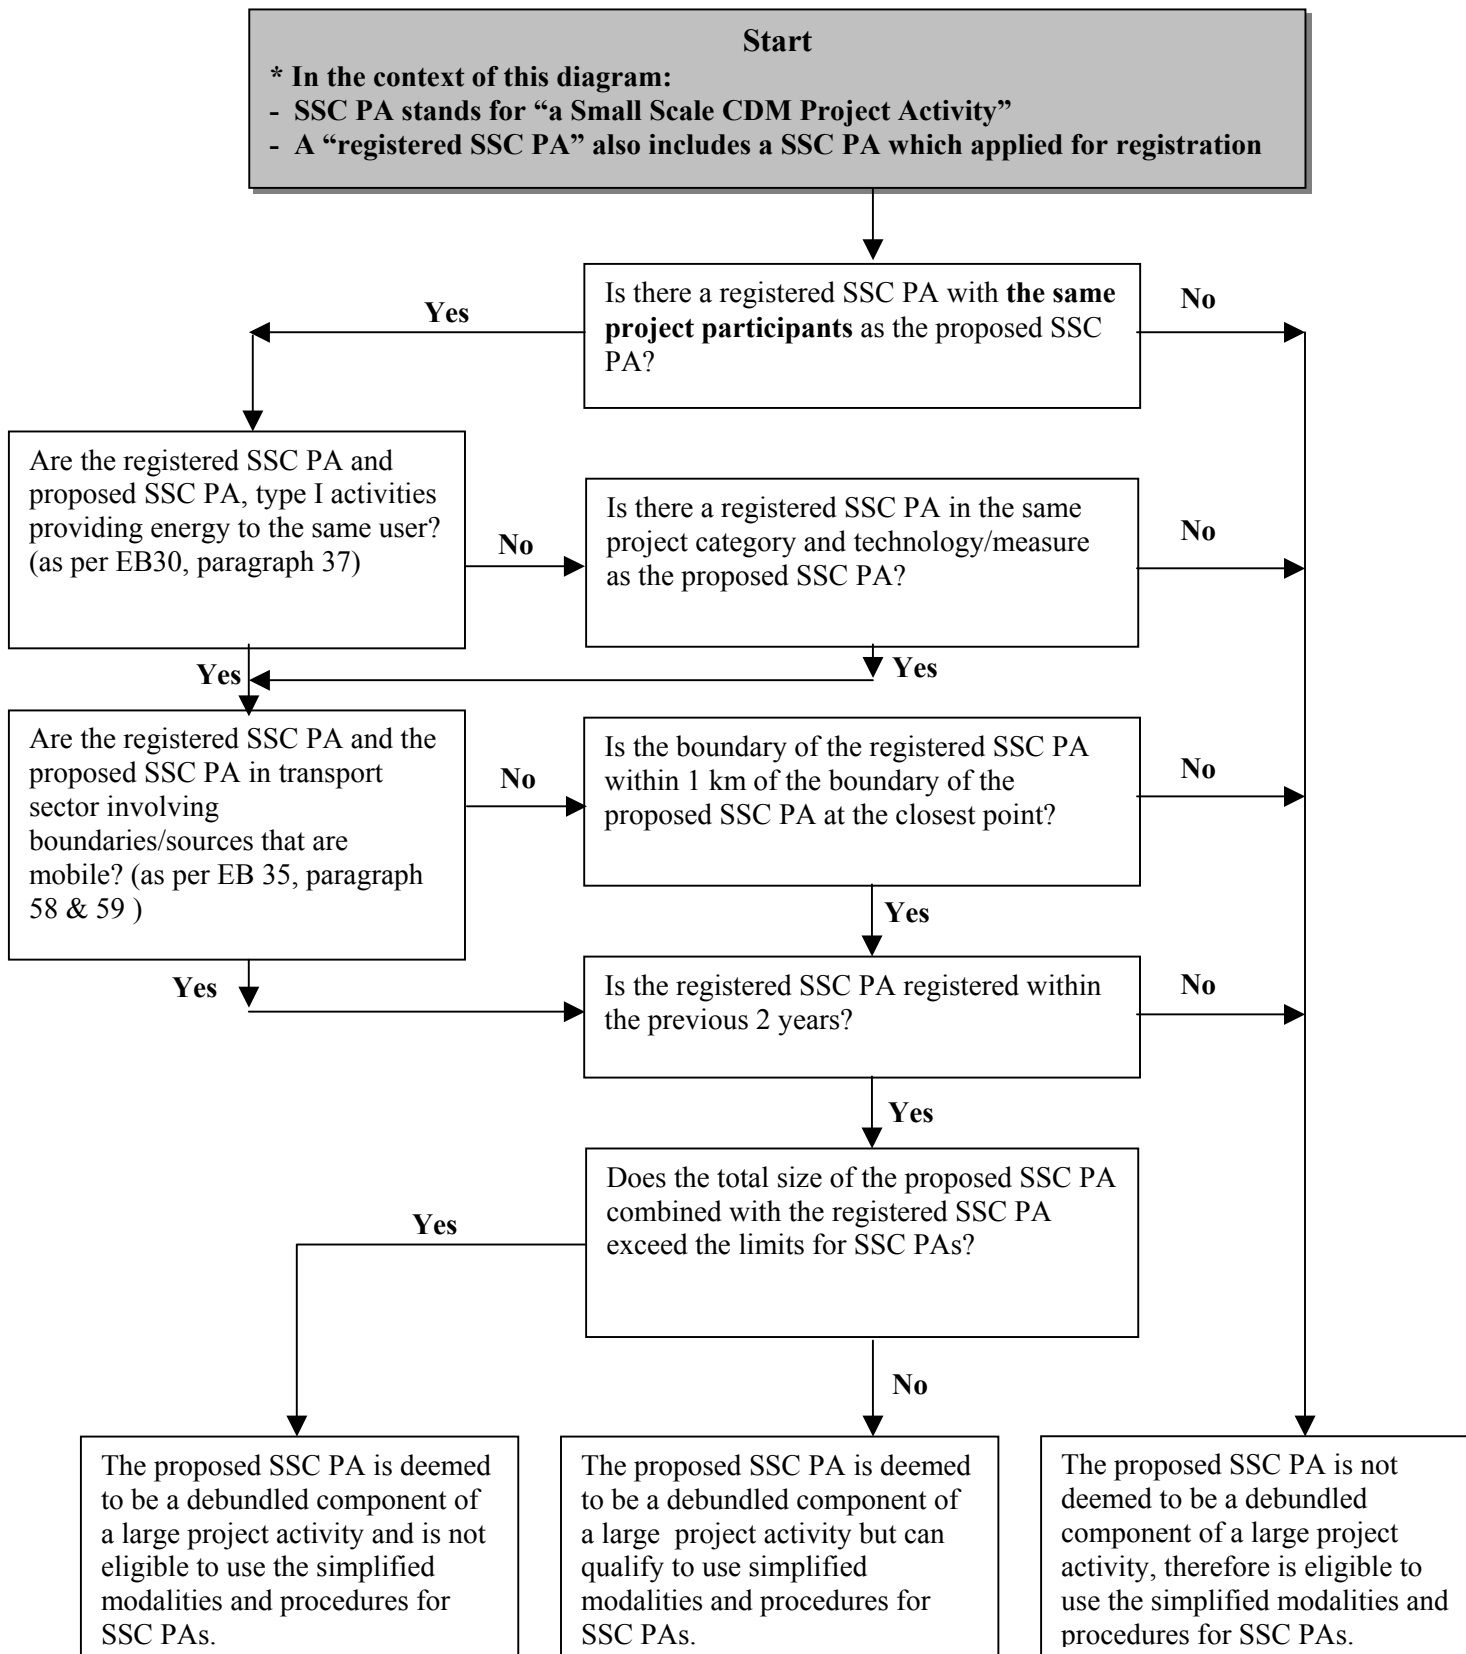 Start
* In the context of this diagram:
- SSC PA stands for “a Small Scale CDM Project Activity”
- A “registered SSC PA” also includes a SSC PA which applied for registration
Is there a registered SSC PA with the same
project participants as the proposed SSC
PA?
Yes
No
Are the registered SSC PA and
proposed SSC PA, type I activities
providing energy to the same user?
(as per EB30, paragraph 37)
No
Is there a registered SSC PA in the same
project category and technology/measure
as the proposed SSC PA?
No
Yes
Yes
Are the registered SSC PA and the
proposed SSC PA in transport
sector involving
boundaries/sources that are
mobile? (as per EB 35, paragraph
58 & 59 )
No
Is the boundary of the registered SSC PA
within 1 km of the boundary of the
proposed SSC PA at the closest point?
No
Yes
Yes
Is the registered SSC PA registered within
the previous 2 years?
No
Yes
Does the total size of the proposed SSC PA
combined with the registered SSC PA
exceed the limits for SSC PAs?
Yes
No
The proposed SSC PA is deemed
to be a debundled component of
a large project activity and is not
eligible to use the simplified
modalities and procedures for
SSC PAs.
The proposed SSC PA is deemed
to be a debundled component of
a large  project activity but can
qualify to use simplified
modalities and procedures for
SSC PAs.
The proposed SSC PA is not
deemed to be a debundled
component of a large project
activity, therefore is eligible to
use the simplified modalities and
procedures for SSC PAs.